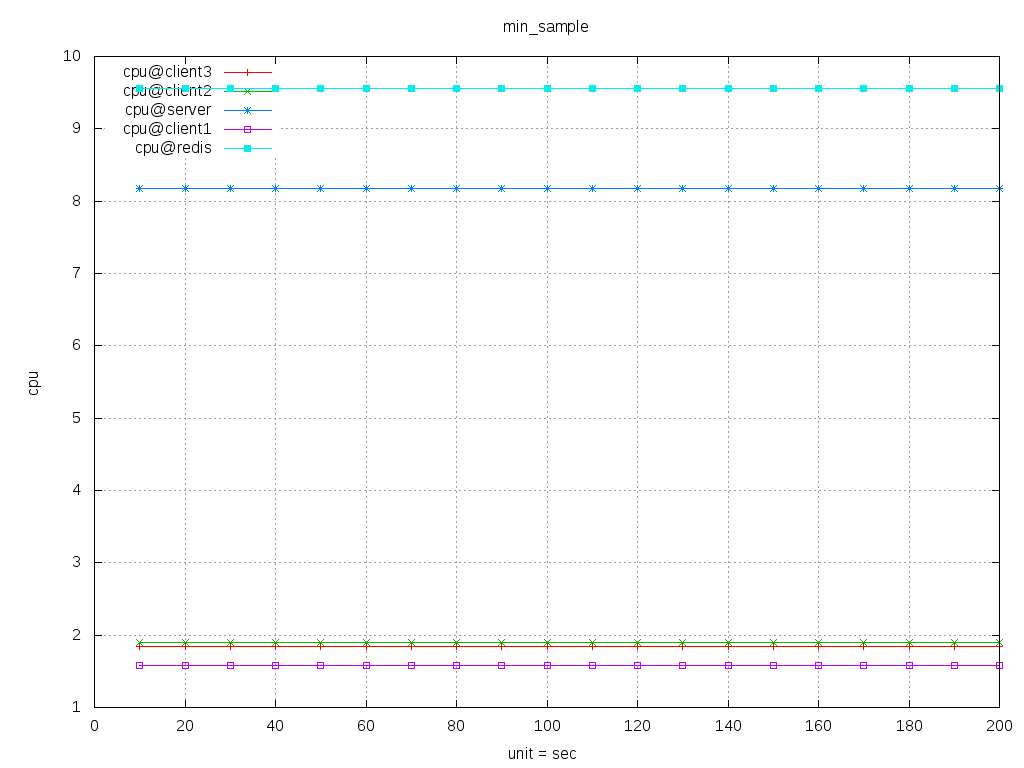 min_sample
10
9
8
7
6
5
4
3
2
1
cpu
cpu@client3
cpu@client2
cpu@server
cpu@client1
cpu@redis
0 20 40 60 80 100 120 140 160 180 200
unit = sec